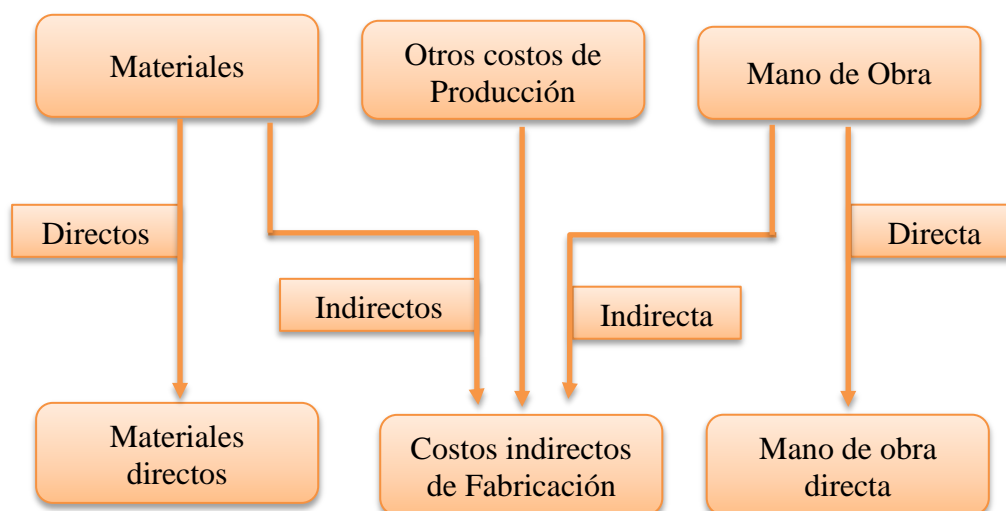 Materiales
Otros costos de
Producción
Mano de Obra
Directos
Directa
Indirectos
Indirecta
Materiales
directos
Costos indirectos
de Fabricación
Mano de obra
directa